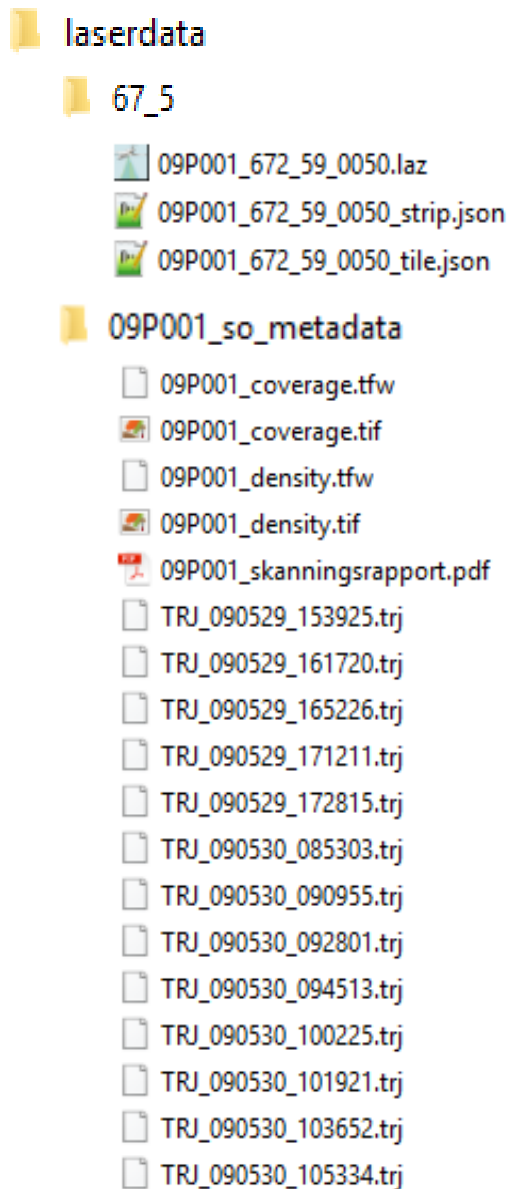 laserdata
67_5
09P001_672_59_0050.laz
09P001_672_59_0050_strip.json
09P001_672_59_0050_tile.json
09P001_so_metadata
09P001_coverage.tfw
09P001_coverage.tif
09P001_density.tfw
09P001_density.tif
09P001_skanningsrapport.pdf
TRJ_090529_153925.trj
TRJ_090529_161720.trj
TRJ_090529_165226.trj
TRJ_090529_171211.trj
TRJ_090529_172815.trj
TRJ_090530_085303.trj
TRJ_090530_090955.trj
TRJ_090530_092801.trj
TRJ_090530_094513.trj
TRJ_090530_100225.trj
TRJ_090530_101921.trj
TRJ_090530_103652.trj
TRJ_090530_105334.trj